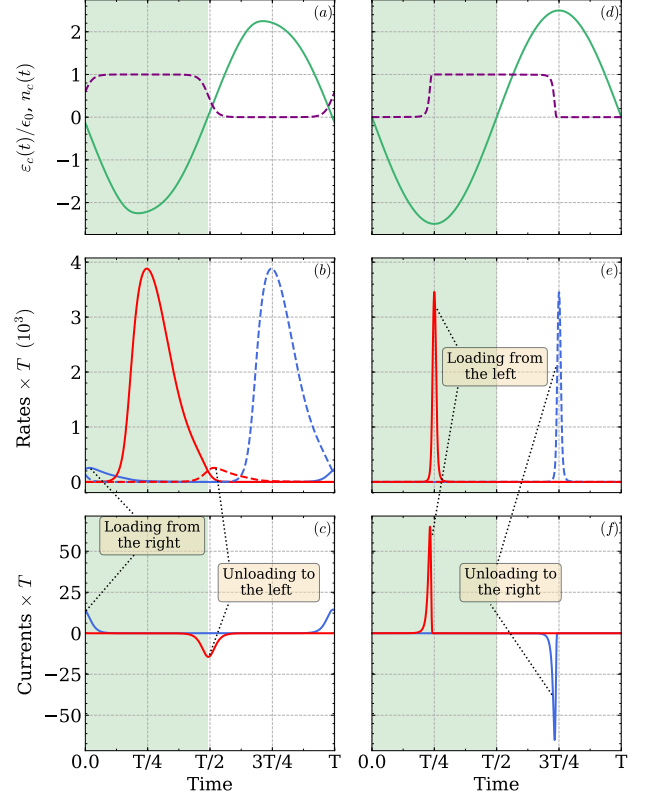 (a)
(d)
ε_c(t)/ϵ_0, n_c(t)
2
1
0
−1
−2
(b)
(e)
Rates × T (10^3)
4
3
2
1
0
Loading from
the left
(c)
(f)
Loading from
the right
Unloading to
the left
Unloading to
the right
Currents × T
50
25
0
−25
−50
0.0 T/4 T/2 3T/4 T
T/4 T/2 3T/4 T
Time
Time